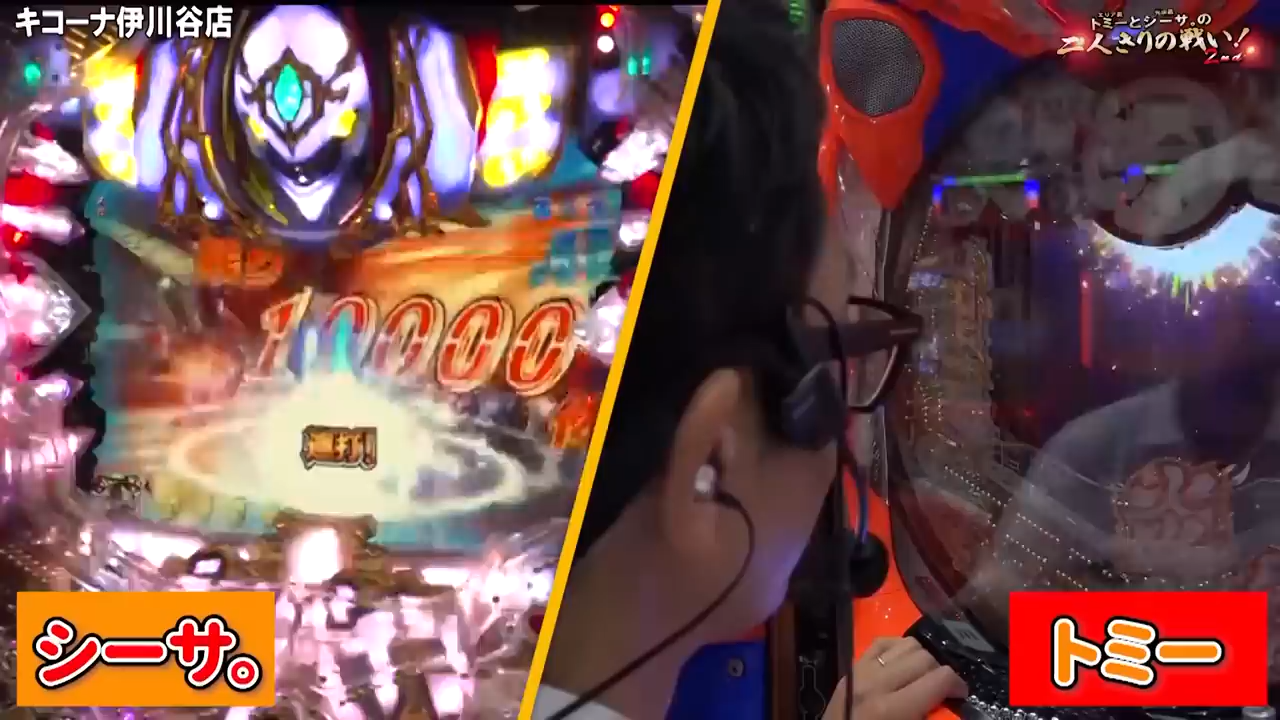 キコーナ伊川谷店
トミーとシーサ。の
二人きりの戦い!
2nd
10000
連打!
シーサ。
トミー